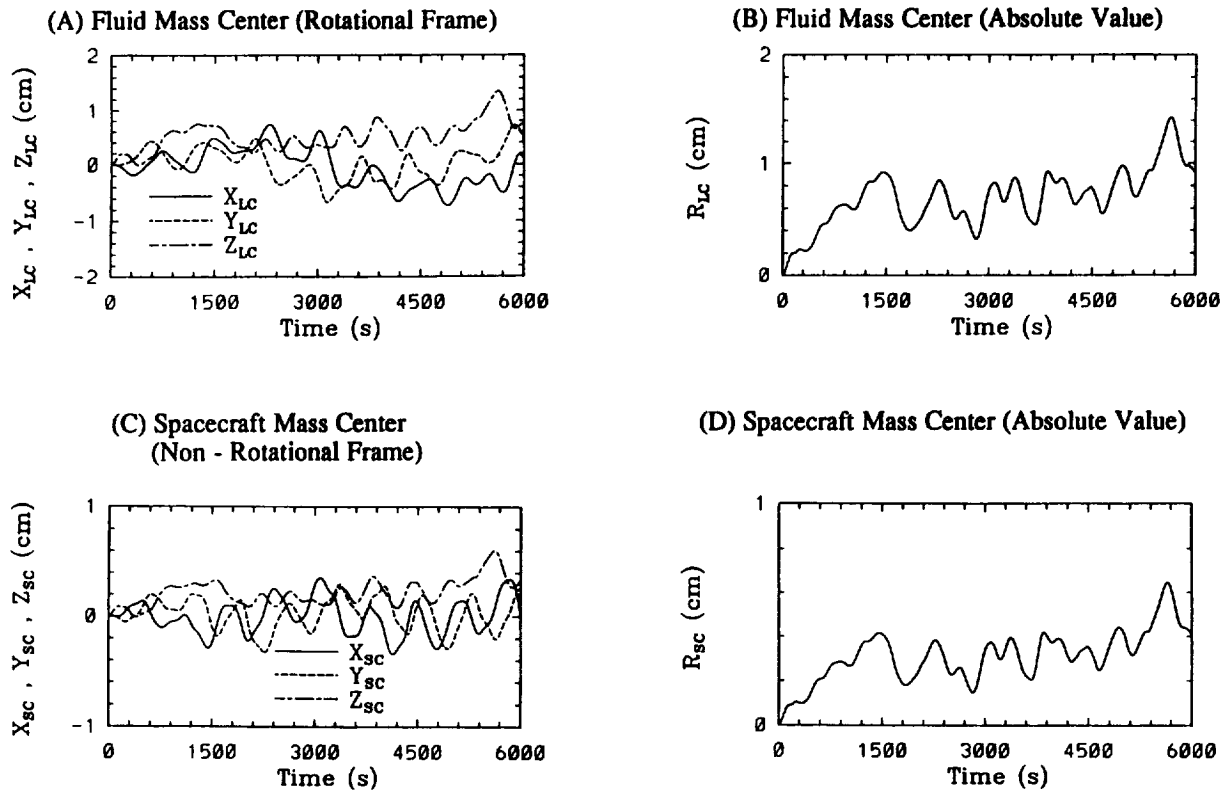 (A) Fluid Mass Center (Rotational Frame)
X_LC , Y_LC , Z_LC (cm)
2
1
0
-1
-2
X_LC
Y_LC
Z_LC
0 1500 3000 4500 6000
Time (s)
(B) Fluid Mass Center (Absolute Value)
R_LC (cm)
2
1
0
0 1500 3000 4500 6000
Time (s)
(C) Spacecraft Mass Center
(Non - Rotational Frame)
X_SC , Y_SC , Z_SC (cm)
1
0
-1
X_SC
Y_SC
Z_SC
0 1500 3000 4500 6000
Time (s)
(D) Spacecraft Mass Center (Absolute Value)
R_SC (cm)
1
0
0 1500 3000 4500 6000
Time (s)